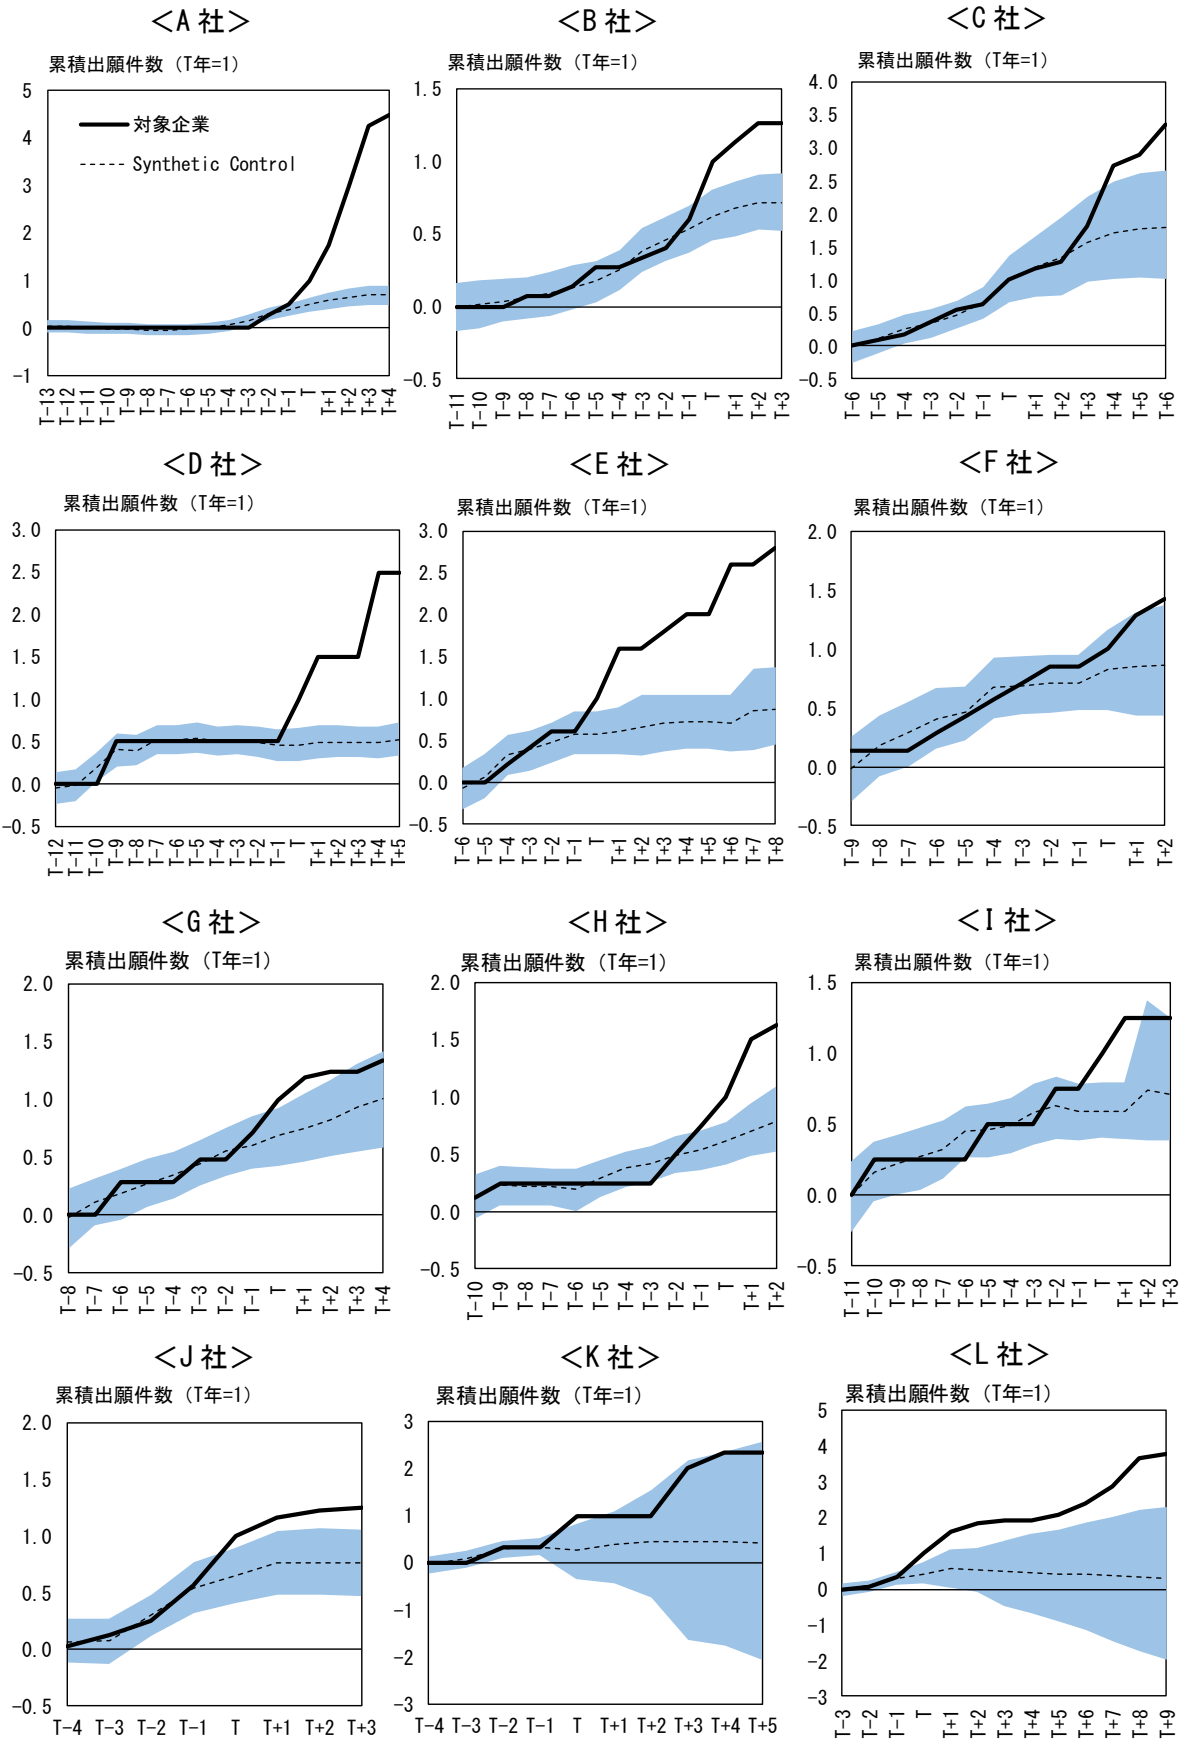 <A 社>
累積出願件数（T年=1）
5
4
3
2
1
0
-1
対象企業
Synthetic Control
T-13
T-12
T-11
T-10
T-9
T-8
T-7
T-6
T-5
T-4
T-3
T-2
T-1
T
T+1
T+2
T+3
T+4
<B 社>
累積出願件数（T年=1）
1.5
1.0
0.5
0.0
-0.5
T-11
T-10
T-9
T-8
T-7
T-6
T-5
T-4
T-3
T-2
T-1
T
T+1
T+2
T+3
<C 社>
累積出願件数（T年=1）
4.0
3.5
3.0
2.5
2.0
1.5
1.0
0.5
0.0
-0.5
T-6
T-5
T-4
T-3
T-2
T-1
T
T+1
T+2
T+3
T+4
T+5
T+6
<D 社>
累積出願件数（T年=1）
3.0
2.5
2.0
1.5
1.0
0.5
0.0
-0.5
T-12
T-11
T-10
T-9
T-8
T-7
T-6
T-5
T-4
T-3
T-2
T-1
T
T+1
T+2
T+3
T+4
T+5
<E 社>
累積出願件数（T年=1）
3.0
2.5
2.0
1.5
1.0
0.5
0.0
-0.5
T-6
T-5
T-4
T-3
T-2
T-1
T
T+1
T+2
T+3
T+4
T+5
T+6
T+7
T+8
<F 社>
累積出願件数（T年=1）
2.0
1.5
1.0
0.5
0.0
-0.5
T-9
T-8
T-7
T-6
T-5
T-4
T-3
T-2
T-1
T
T+1
T+2
<G 社>
累積出願件数（T年=1）
2.0
1.5
1.0
0.5
0.0
-0.5
T-8
T-7
T-6
T-5
T-4
T-3
T-2
T-1
T
T+1
T+2
T+3
T+4
<H 社>
累積出願件数（T年=1）
2.0
1.5
1.0
0.5
0.0
-0.5
T-10
T-9
T-8
T-7
T-6
T-5
T-4
T-3
T-2
T-1
T
T+1
T+2
<I 社>
累積出願件数（T年=1）
1.5
1.0
0.5
0.0
-0.5
T-11
T-10
T-9
T-8
T-7
T-6
T-5
T-4
T-3
T-2
T-1
T
T+1
T+2
T+3
<J 社>
累積出願件数（T年=1）
2.0
1.5
1.0
0.5
0.0
-0.5
T-4 T-3 T-2 T-1 T T+1 T+2 T+3
<K 社>
累積出願件数（T年=1）
3
2
1
0
-1
-2
-3
T-4 T-3 T-2 T-1 T T+1 T+2 T+3 T+4 T+5
<L 社>
累積出願件数（T年=1）
5
4
3
2
1
0
-1
-2
-3
T-3
T-2
T-1
T
T+1
T+2
T+3
T+4
T+5
T+6
T+7
T+8
T+9